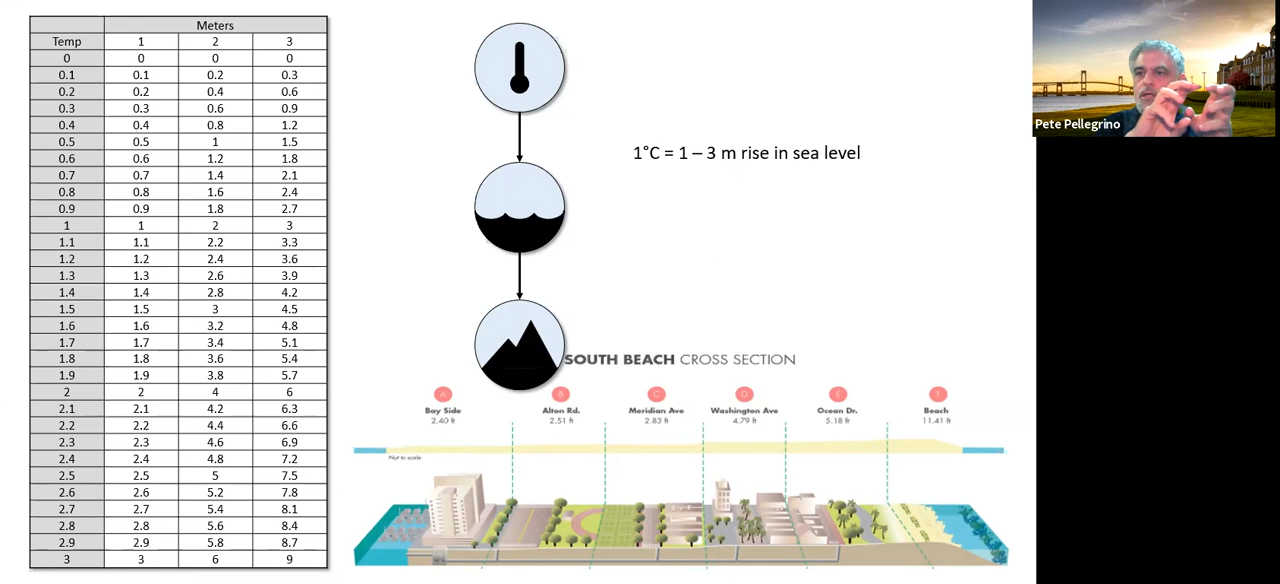 Meters
Temp 1 2 3
0 0 0 0
0.1 0.1 0.2 0.3
0.2 0.2 0.4 0.6
0.3 0.3 0.6 0.9
0.4 0.4 0.8 1.2
0.5 0.5 1 1.5
0.6 0.6 1.2 1.8
0.7 0.7 1.4 2.1
0.8 0.8 1.6 2.4
0.9 0.9 1.8 2.7
1 1 2 3
1.1 1.1 2.2 3.3
1.2 1.2 2.4 3.6
1.3 1.3 2.6 3.9
1.4 1.4 2.8 4.2
1.5 1.5 3 4.5
1.6 1.6 3.2 4.8
1.7 1.7 3.4 5.1
1.8 1.8 3.6 5.4
1.9 1.9 3.8 5.7
2 2 4 6
2.1 2.1 4.2 6.3
2.2 2.2 4.4 6.6
2.3 2.3 4.6 6.9
2.4 2.4 4.8 7.2
2.5 2.5 5 7.5
2.6 2.6 5.2 7.8
2.7 2.7 5.4 8.1
2.8 2.8 5.6 8.4
2.9 2.9 5.8 8.7
3 3 6 9
1°C = 1 – 3 m rise in sea level
SOUTH BEACH CROSS SECTION
A B C D E F
Bay Side Alton Rd. Meridian Ave Washington Ave Ocean Dr. Beach
2.40 ft 2.51 ft 2.83 ft 4.79 ft 5.18 ft 11.41 ft
Not to scale
Pete Pellegrino